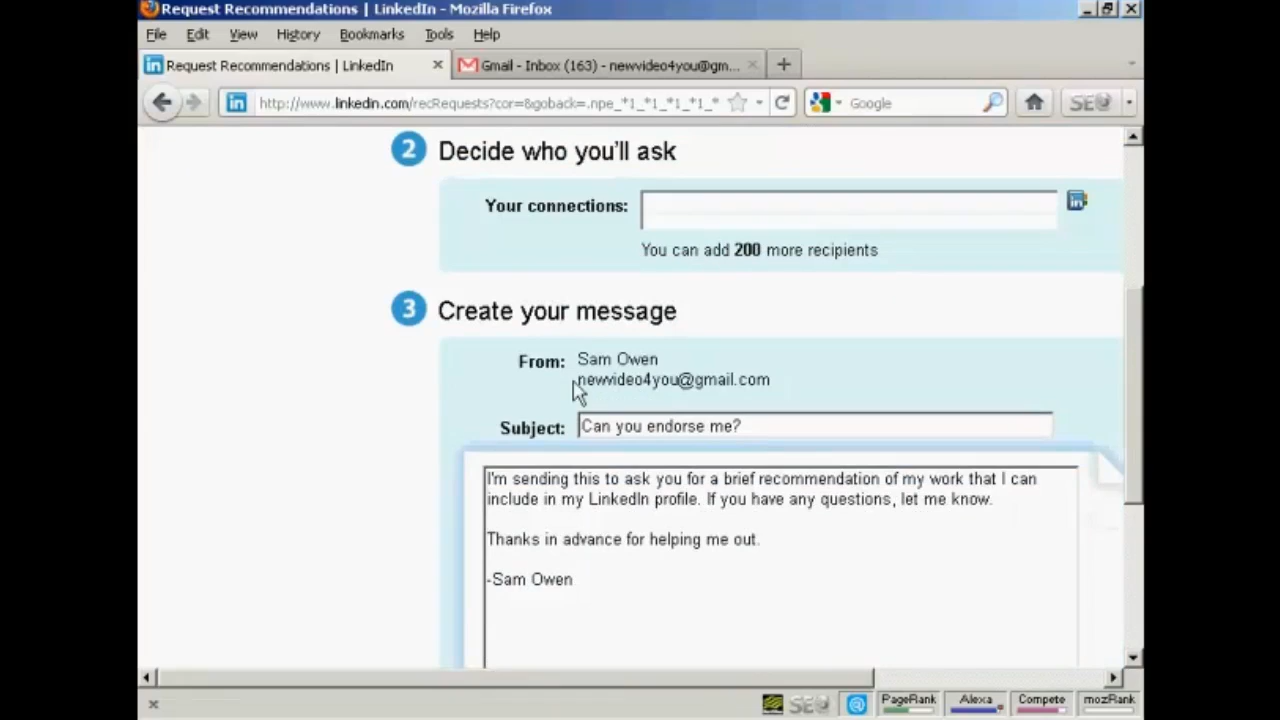 Request Recommendations | LinkedIn - Mozilla Firefox
File Edit View History Bookmarks Tools Help
in Request Recommendations | LinkedIn
Gmail - Inbox (163) - newvideo4you@gm...
in http://www.linkedin.com/recRequests?cor=&goback=.npe_*1_*1_*1_*1_*
Google
SEO
2 Decide who you'll ask
Your connections:
in
You can add 200 more recipients
3 Create your message
From: Sam Owen
newvideo4you@gmail.com
Subject: Can you endorse me?
I'm sending this to ask you for a brief recommendation of my work that I can
include in my LinkedIn profile. If you have any questions, let me know.
Thanks in advance for helping me out.
-Sam Owen
SEO @ PageRank Alexa Compete mozRank